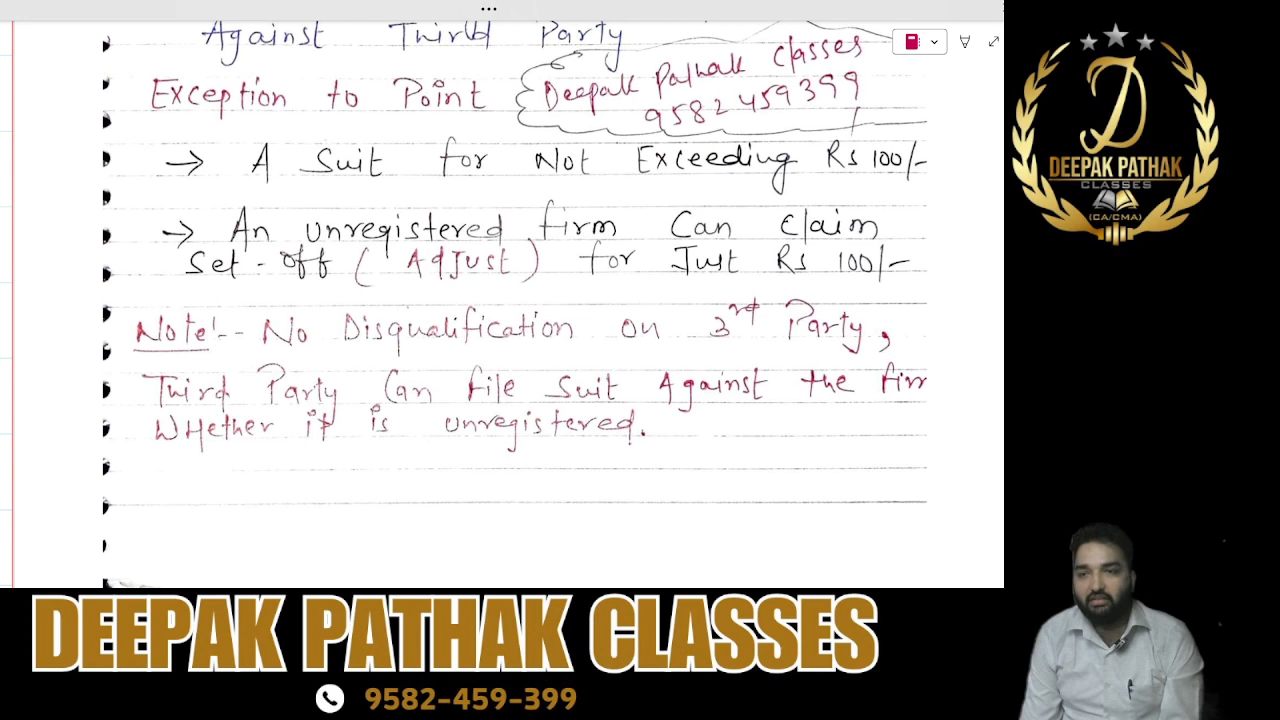 Against Third Party
Exception to Point
Deepak Pathak Classes
9582459399
→ A Suit for Not Exceeding Rs 100/-
→ An unregistered firm Can claim
Set-off (AdJust) for Just Rs 100/-
Note:- No Disqualification on 3rd Party,
Third Party Can file Suit Against the firm
WHether it is unregistered.
D
DEEPAK PATHAK
CLASSES
(CA/CMA)
DEEPAK PATHAK CLASSES
9582-459-399